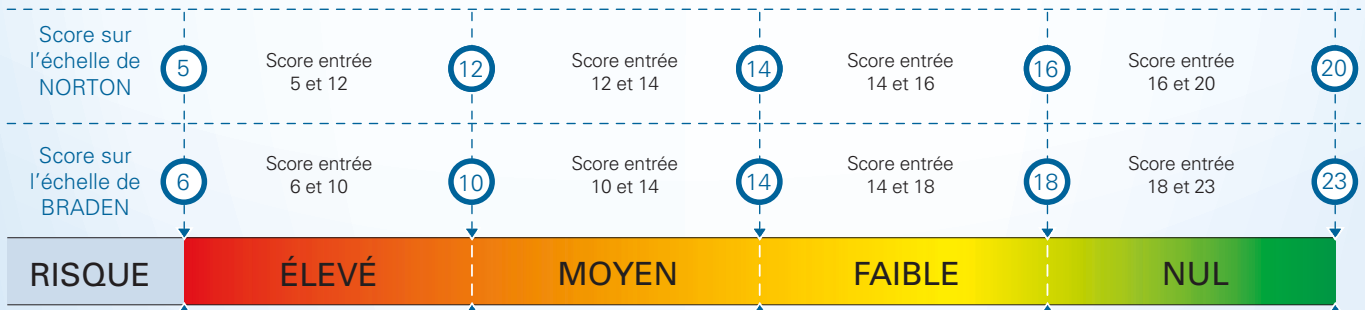 Score sur
l'échelle de
NORTON
5
Score entrée
5 et 12
12
Score entrée
12 et 14
14
Score entrée
14 et 16
16
Score entrée
16 et 20
20
Score sur
l'échelle de
BRADEN
6
Score entrée
6 et 10
10
Score entrée
10 et 14
14
Score entrée
14 et 18
18
Score entrée
18 et 23
23
RISQUE
ÉLEVÉ
MOYEN
FAIBLE
NUL